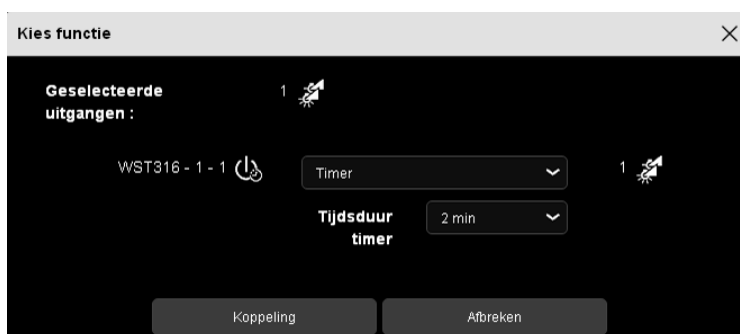 Kies functie
Geselecteerde
uitgangen :
1
WST316 - 1 - 1
Timer
1
Tijdsduur
timer
2 min
Koppeling
Afbreken